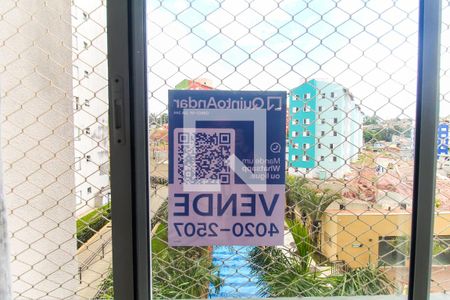 QuintoAndar
Mande um
Whatsapp
ou ligue.
VENDE
4020-2507